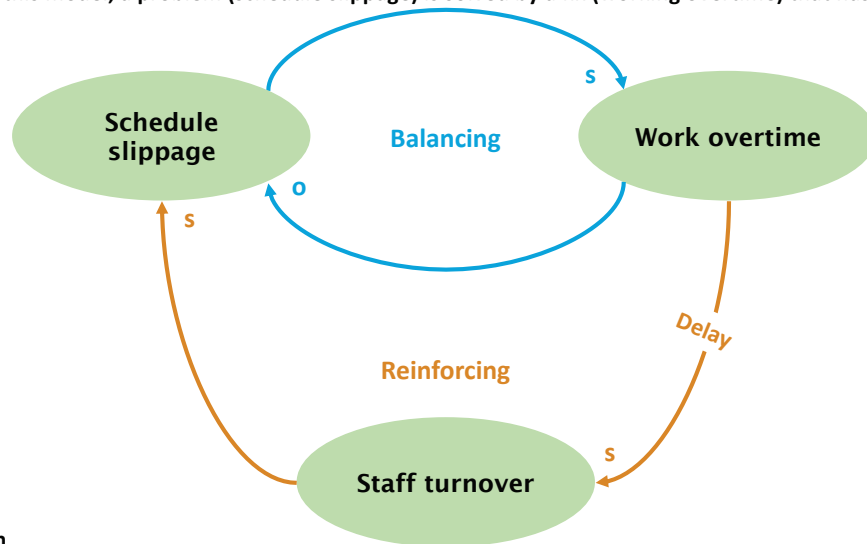 Schedule
slippage
s
Balancing
Work overtime
o
s
Delay
Reinforcing
s
Staff turnover